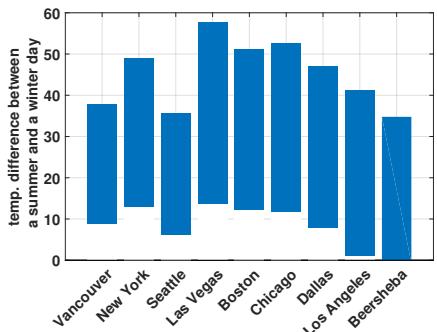 temp. difference between
a summer and a winter day
60
50
40
30
20
10
0
Vancouver
New York
Seattle
Las Vegas
Boston
Chicago
Dallas
Los Angeles
Beersheba